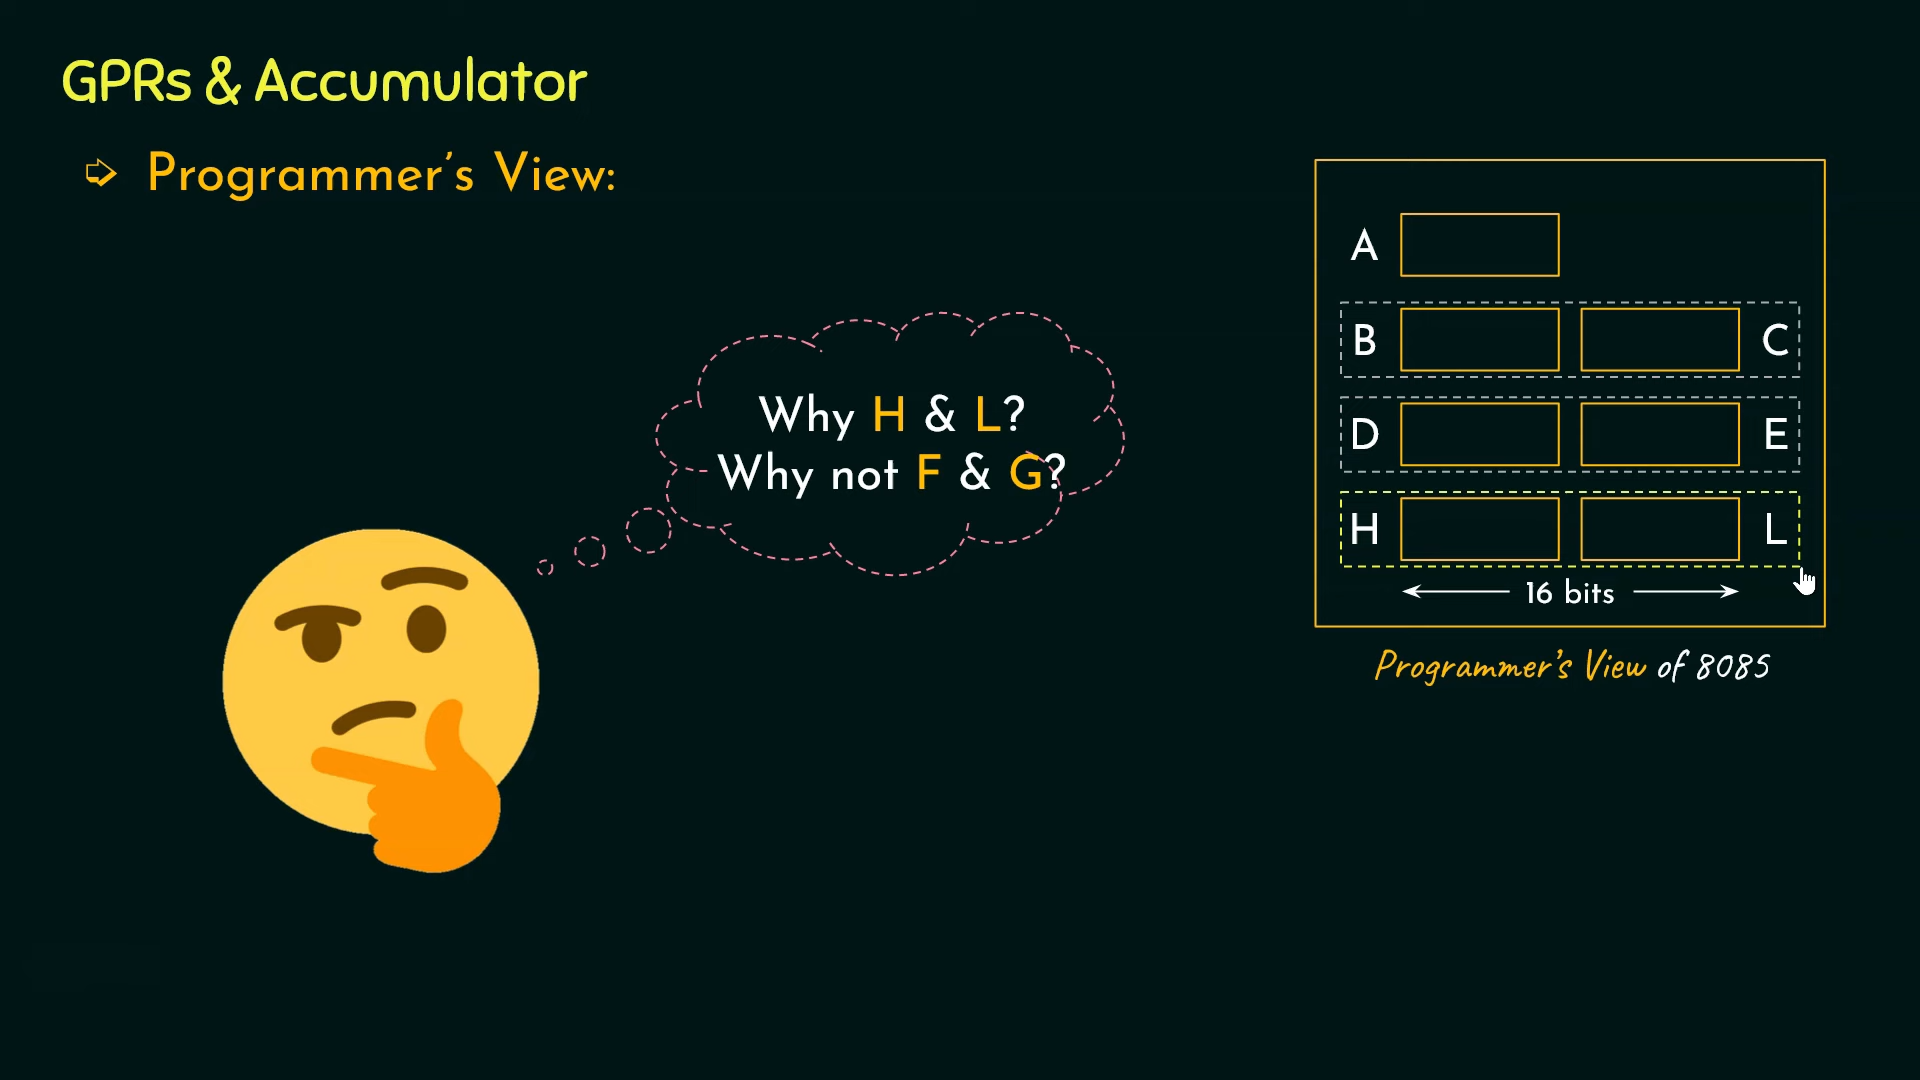 GPRs & Accumulator
➩ Programmer's View:
Why H & L?
Why not F & G?
A
B C
D E
H L
16 bits
Programmer's View of 8085